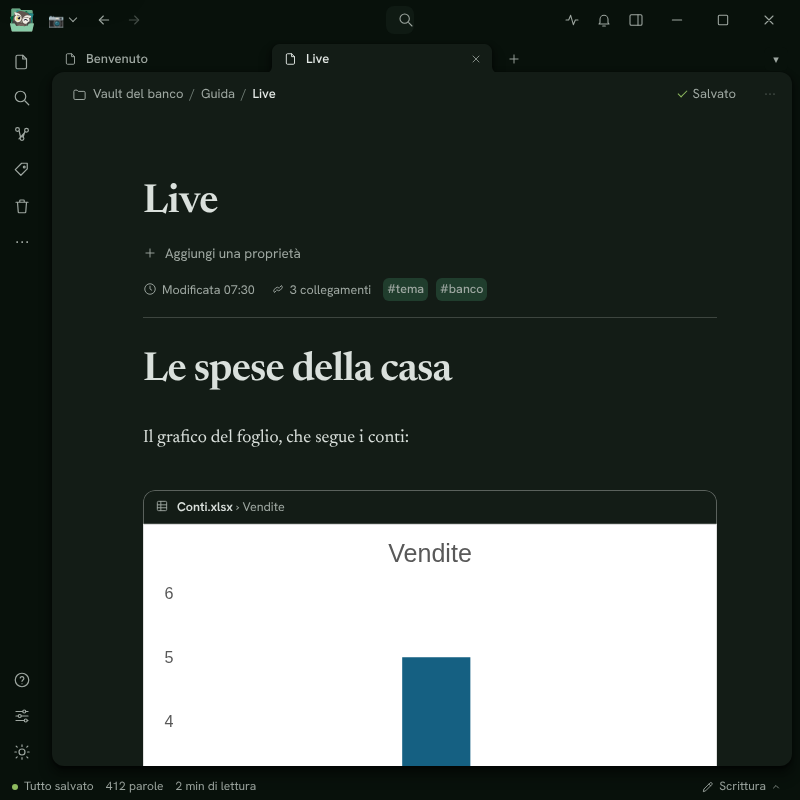 Benvenuto
Live
Vault del banco / Guida / Live
Salvato
Live
Aggiungi una proprietà
Modificata 07:30
3 collegamenti
#tema
#banco
Le spese della casa
Il grafico del foglio, che segue i conti:
Conti.xlsx › Vendite
Vendite
6
5
4
Tutto salvato
412 parole
2 min di lettura
Scrittura